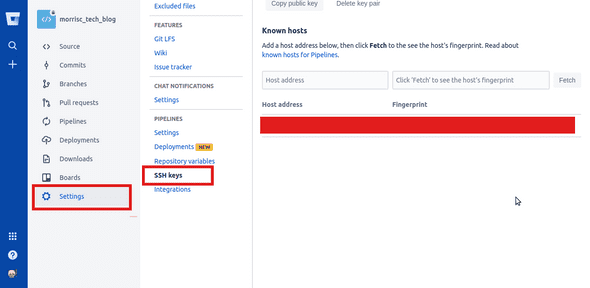 morrisc_tech_blog
Source
Commits
Branches
Pull requests
Pipelines
Deployments
Downloads
Boards
Settings
Excluded files
FEATURES
Git LFS
Wiki
Issue tracker
CHAT NOTIFICATIONS
Settings
PIPELINES
Settings
Deployments NEW
Repository variables
SSH keys
Integrations
Copy public key Delete key pair
Known hosts
Add a host address below, then click Fetch to the see the host's fingerprint. Read about
known hosts for Pipelines.
Host address Click 'Fetch' to see the host's fingerprint Fetch
Host address Fingerprint